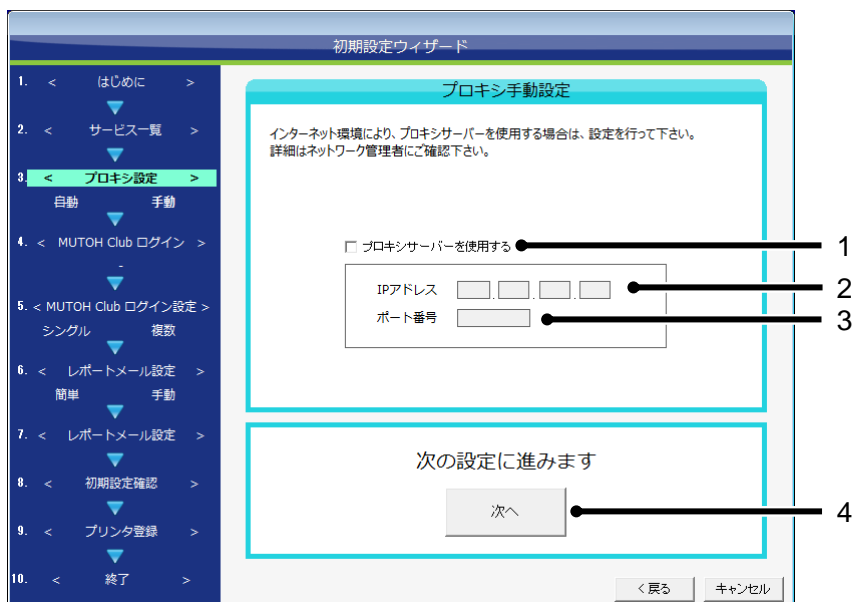 初期設定ウィザード
1. < はじめに >
2. < サービス一覧 >
3. < プロキシ設定 >
自動 手動
4. < MUTOH Club ログイン >
-
5. < MUTOH Club ログイン設定 >
シングル 複数
6. < レポートメール設定 >
簡単 手動
7. < レポートメール設定 >
8. < 初期設定確認 >
9. < プリンタ登録 >
10. < 終了 >
プロキシ手動設定
インターネット環境により、プロキシサーバーを使用する場合は、設定を行って下さい。
詳細はネットワーク管理者にご確認下さい。
プロキシサーバーを使用する 1
IPアドレス . . . 2
ポート番号 3
次の設定に進みます
次へ 4
<戻る キャンセル